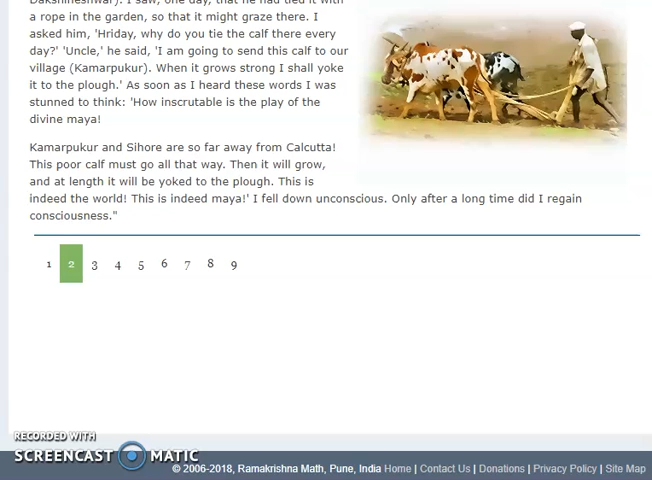 Dakshineshwar). I saw, one day, that he had tied it with
a rope in the garden, so that it might graze there. I
asked him, 'Hriday, why do you tie the calf there every
day?' 'Uncle,' he said, 'I am going to send this calf to our
village (Kamarpukur). When it grows strong I shall yoke
it to the plough.' As soon as I heard these words I was
stunned to think: 'How inscrutable is the play of the
divine maya!
Kamarpukur and Sihore are so far away from Calcutta!
This poor calf must go all that way. Then it will grow,
and at length it will be yoked to the plough. This is
indeed the world! This is indeed maya!' I fell down unconscious. Only after a long time did I regain
consciousness."
1 2 3 4 5 6 7 8 9
RECORDED WITH
SCREENCAST MATIC
© 2006-2018, Ramakrishna Math, Pune, India Home | Contact Us | Donations | Privacy Policy | Site Map